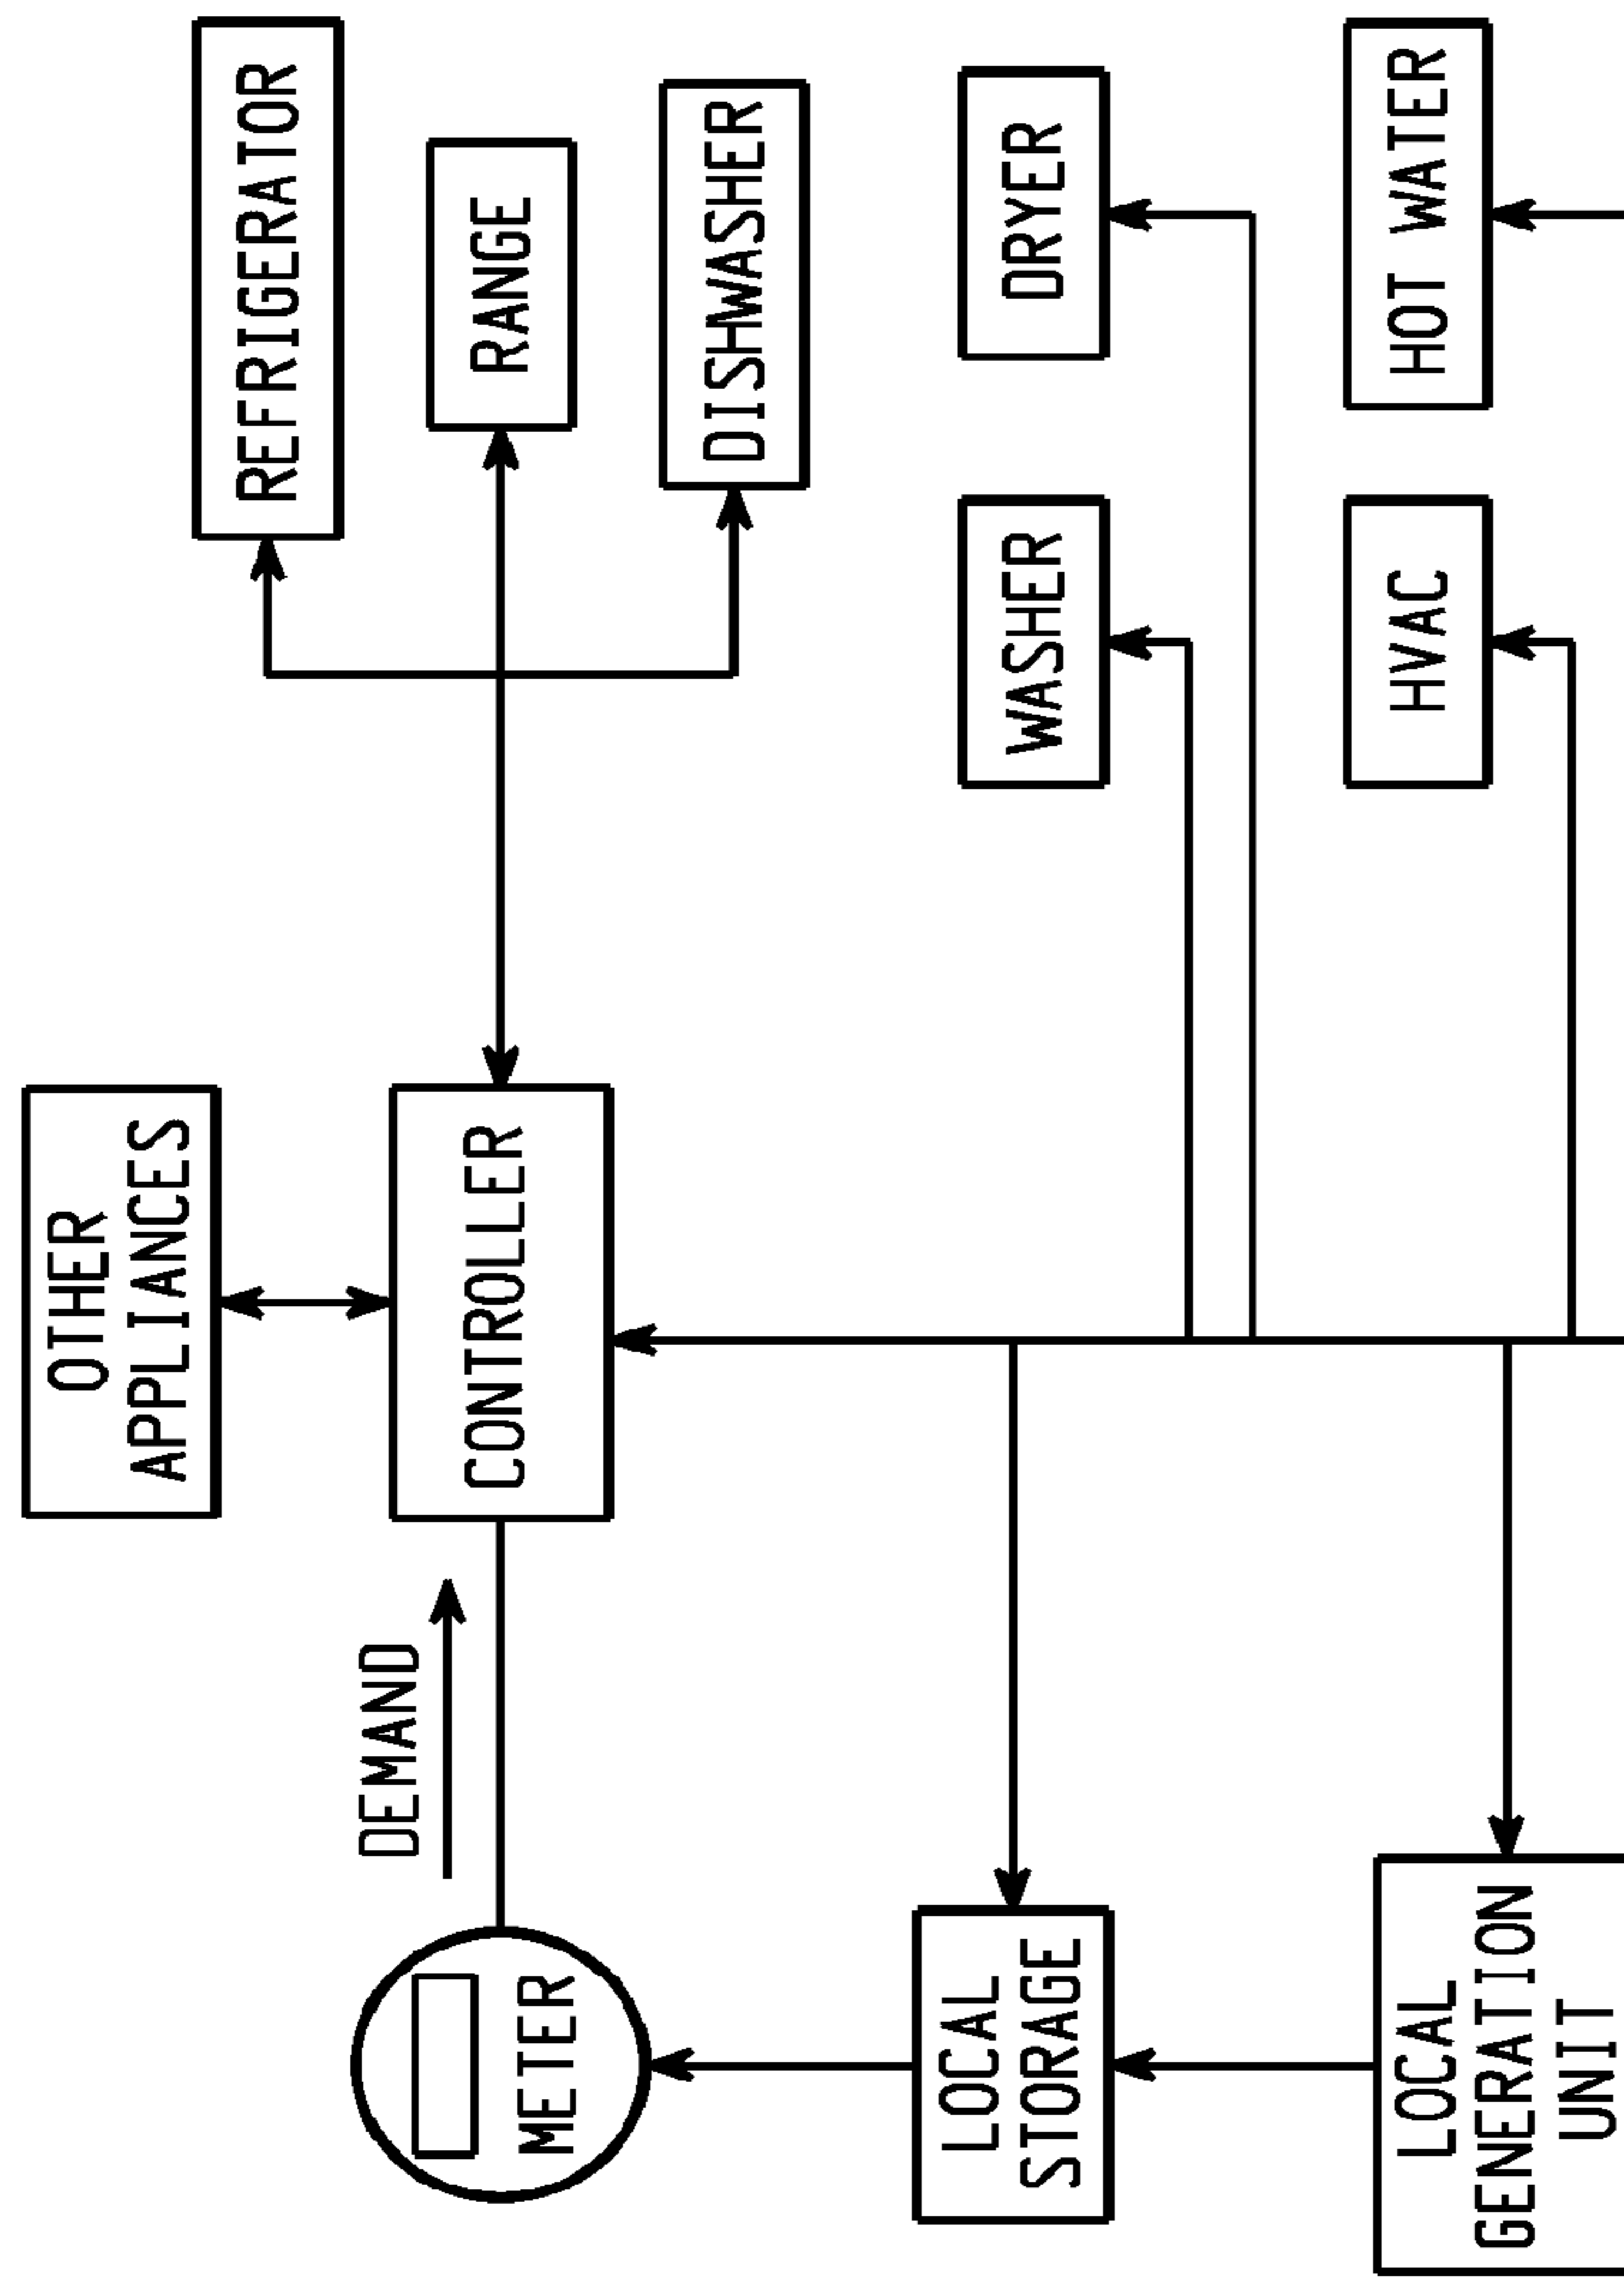 OTHER
APPLIANCES
REFRIGERATOR
DEMAND
METER
CONTROLLER
RANGE
DISHWASHER
LOCAL
STORAGE
WASHER
DRYER
LOCAL
GENERATION
UNIT
HVAC
HOT WATER